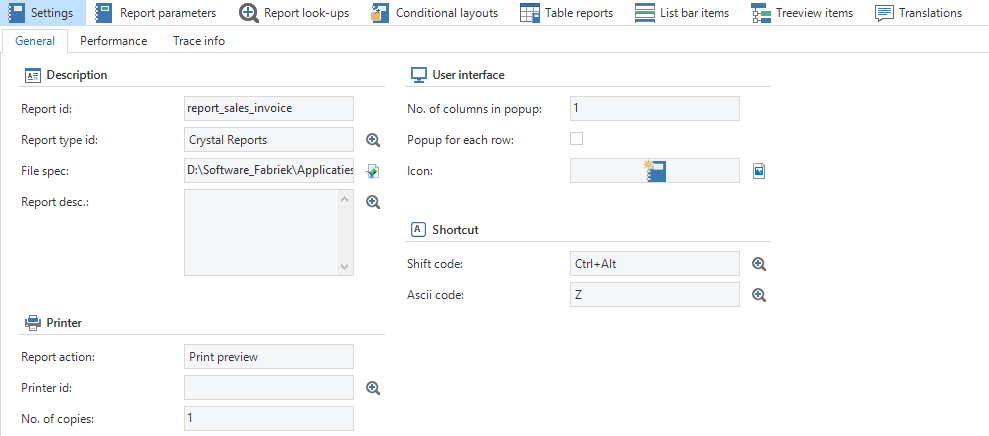 Settings Report parameters Report look-ups Conditional layouts Table reports List bar items Treeview items Translations
General Performance Trace info
Description
Report id: report_sales_invoice
Report type id: Crystal Reports
File spec: D:\Software_Fabriek\Applicaties
Report desc.:
Printer
Report action: Print preview
Printer id:
No. of copies: 1
User interface
No. of columns in popup: 1
Popup for each row:
Icon:
A Shortcut
Shift code: Ctrl+Alt
Ascii code: Z